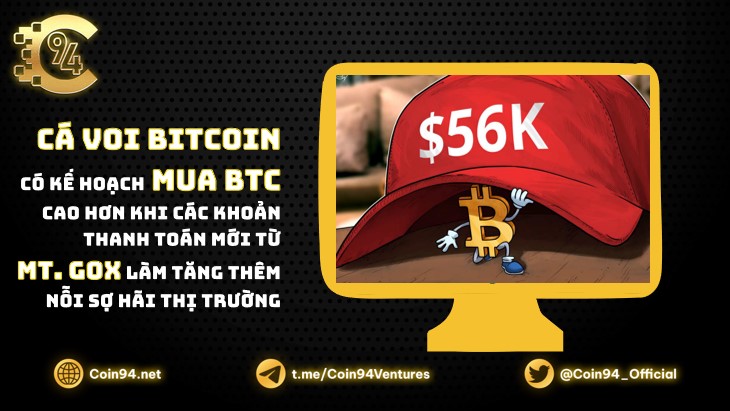 C94
CÁ VOI BITCOIN
CÓ KẾ HOẠCH MUA BTC
CAO HƠN KHI CÁC KHOẢN
THANH TOÁN MỚI TỪ
MT. GOX LÀM TĂNG THÊM
NỖI SỢ HÃI THỊ TRƯỜNG
$56K
Coin94.net
t.me/Coin94Ventures
@Coin94_Official